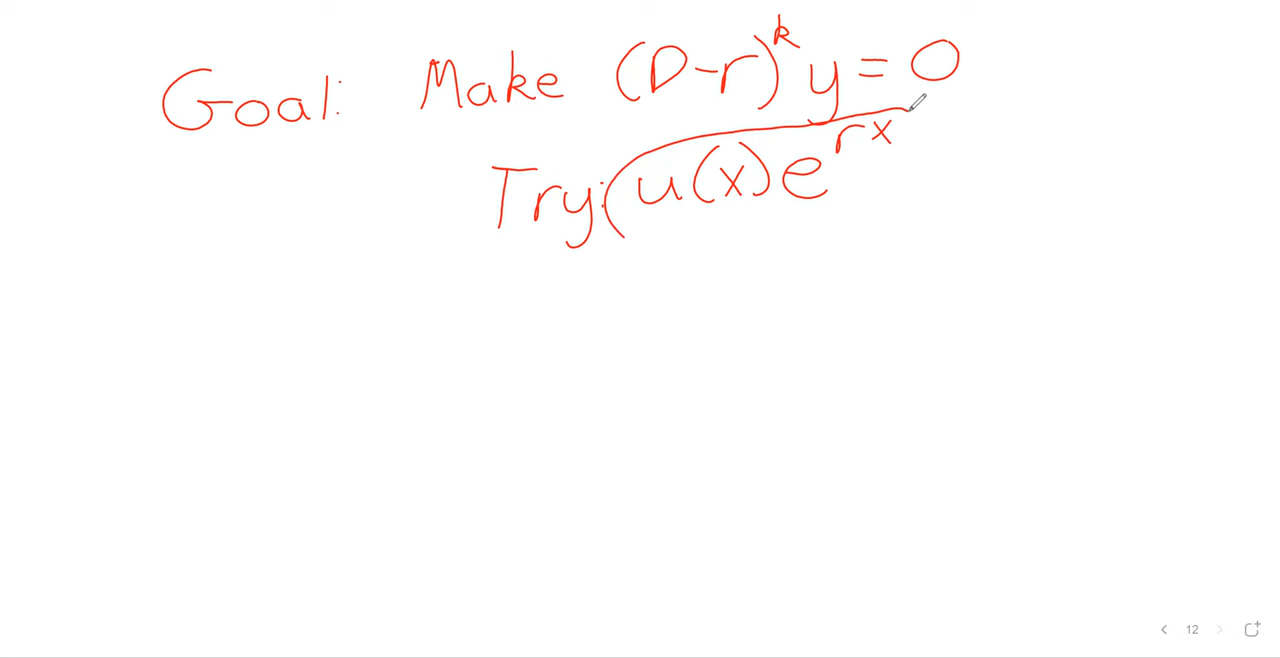 Goal: Make (D-r)^k y = 0
Try: u(x)e^{rx}
12